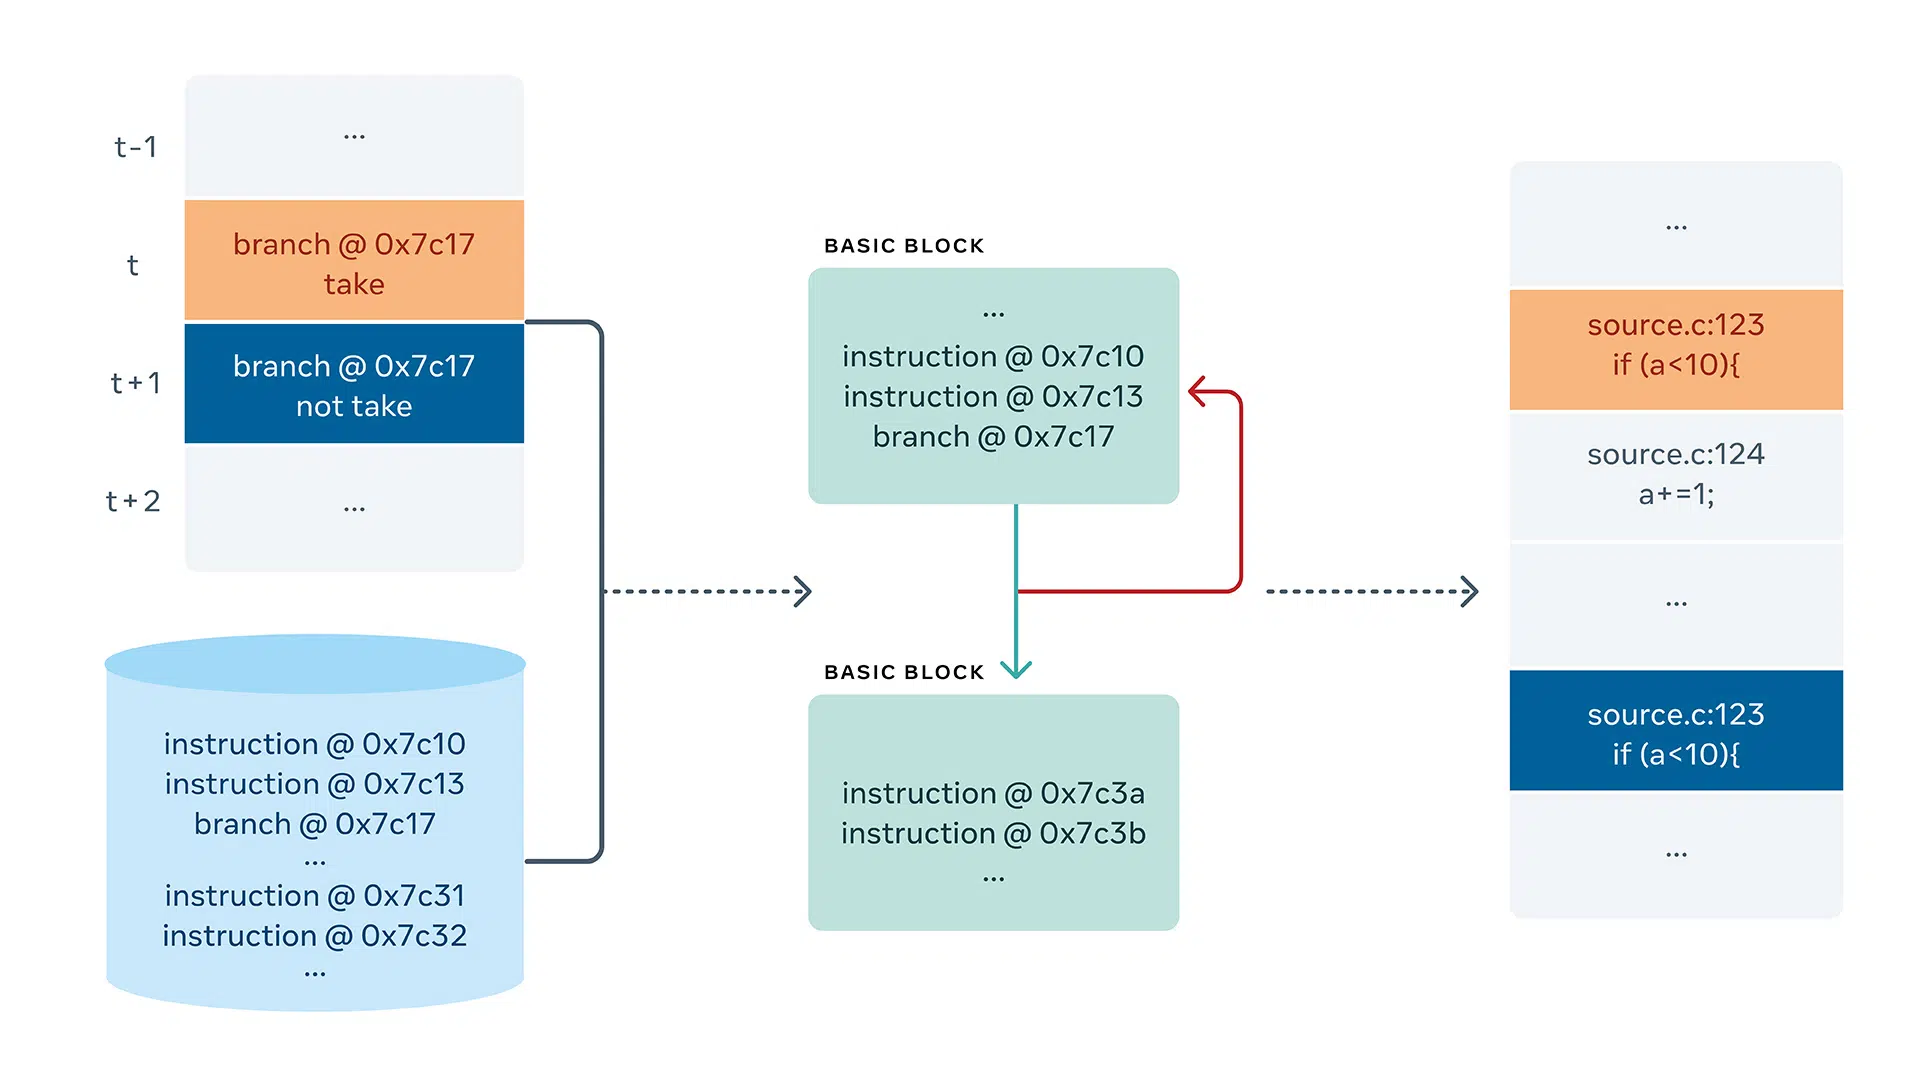 t-1
...
t
branch @ 0x7c17
take
t+1
branch @ 0x7c17
not take
t+2
...
instruction @ 0x7c10
instruction @ 0x7c13
branch @ 0x7c17
...
instruction @ 0x7c31
instruction @ 0x7c32
...
BASIC BLOCK
...
instruction @ 0x7c10
instruction @ 0x7c13
branch @ 0x7c17
BASIC BLOCK
instruction @ 0x7c3a
instruction @ 0x7c3b
...
...
source.c:123
if (a<10){
source.c:124
a+=1;
...
source.c:123
if (a<10){
...